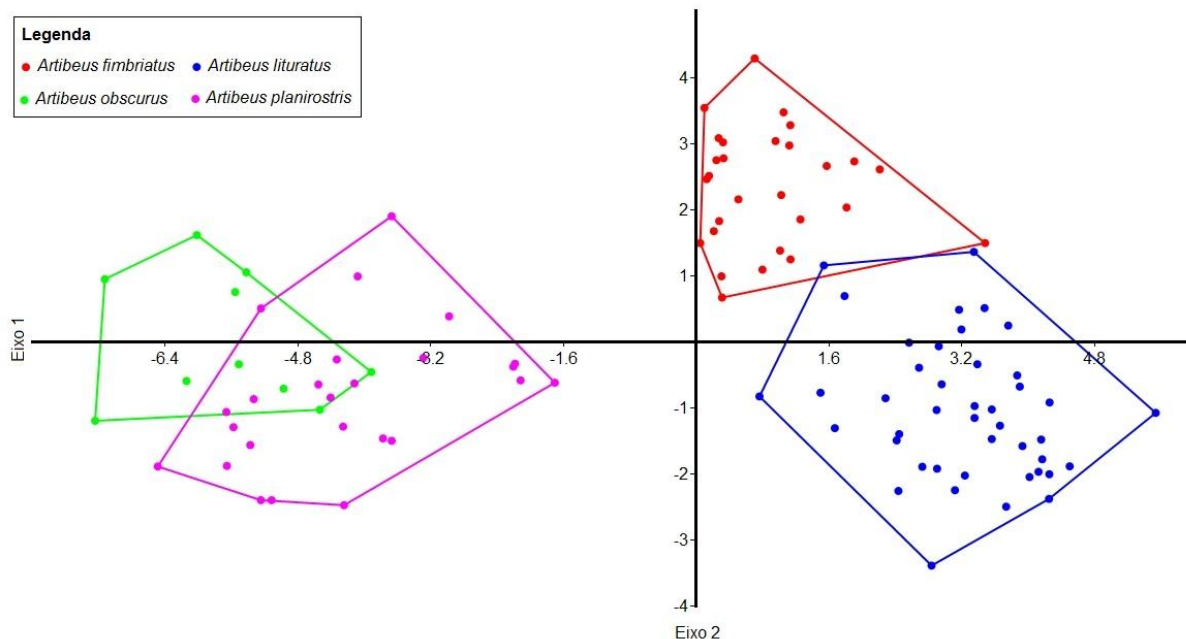 Legenda
Artibeus fimbriatus Artibeus lituratus
Artibeus obscurus Artibeus planirostris
4
3
2
1
Eixo 1
-6.4 -4.8 -3.2 -1.6 1.6 3.2 4.8
-1
-2
-3
-4
Eixo 2